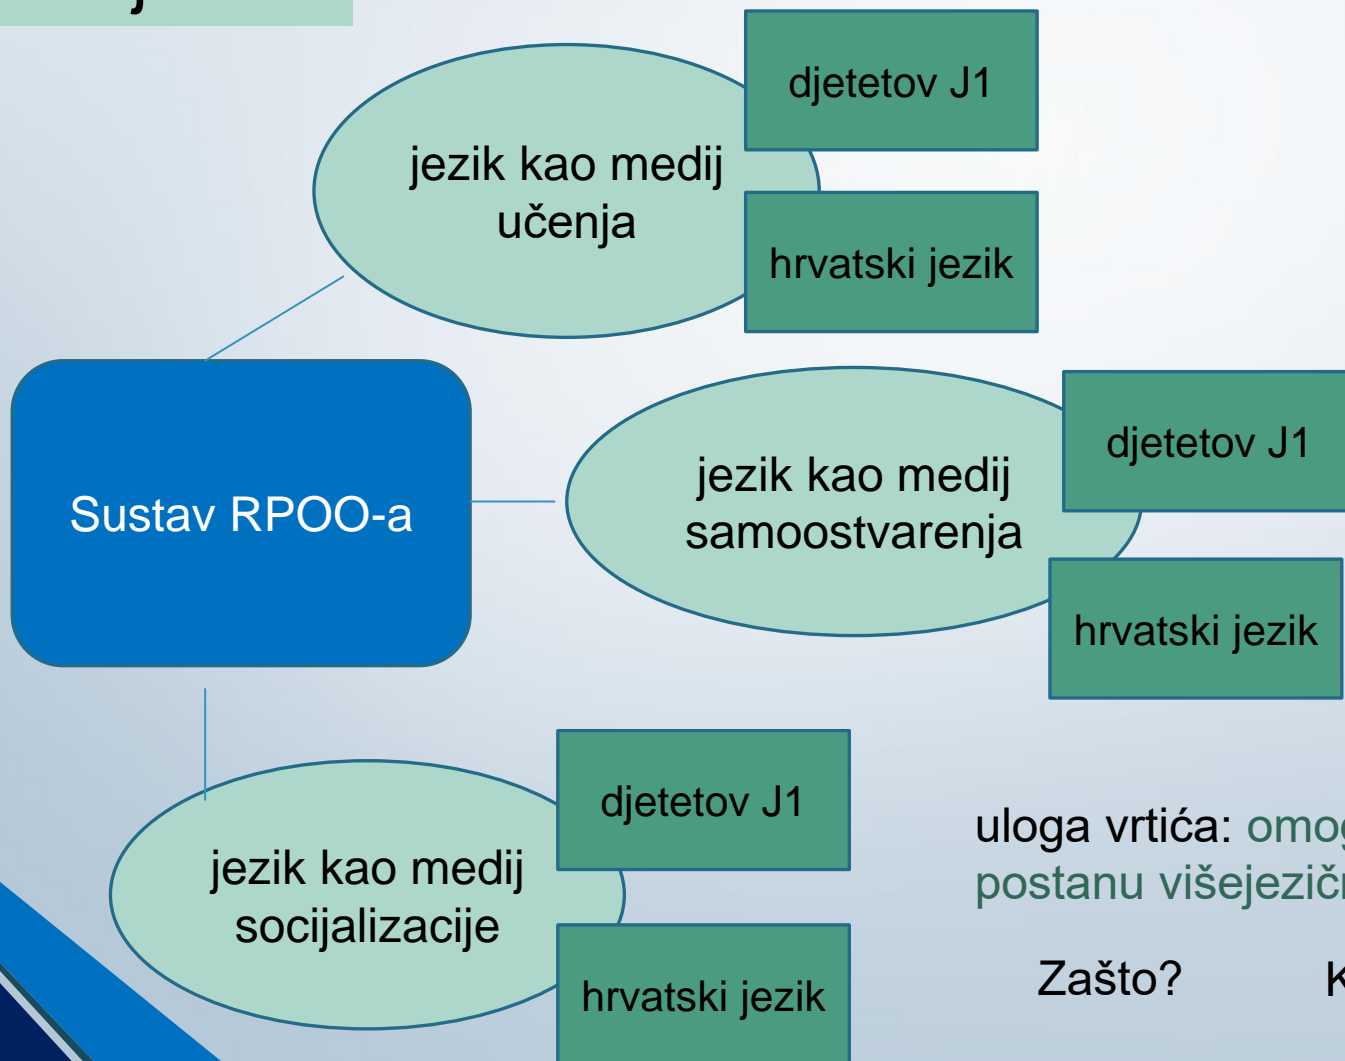 djetetov J1
jezik kao medij
učenja
hrvatski jezik
djetetov J1
jezik kao medij
samoostvarenja
Sustav RPOO-a
hrvatski jezik
djetetov J1
jezik kao medij
socijalizacije
hrvatski jezik
uloga vrtića:
postanu
Zašto?